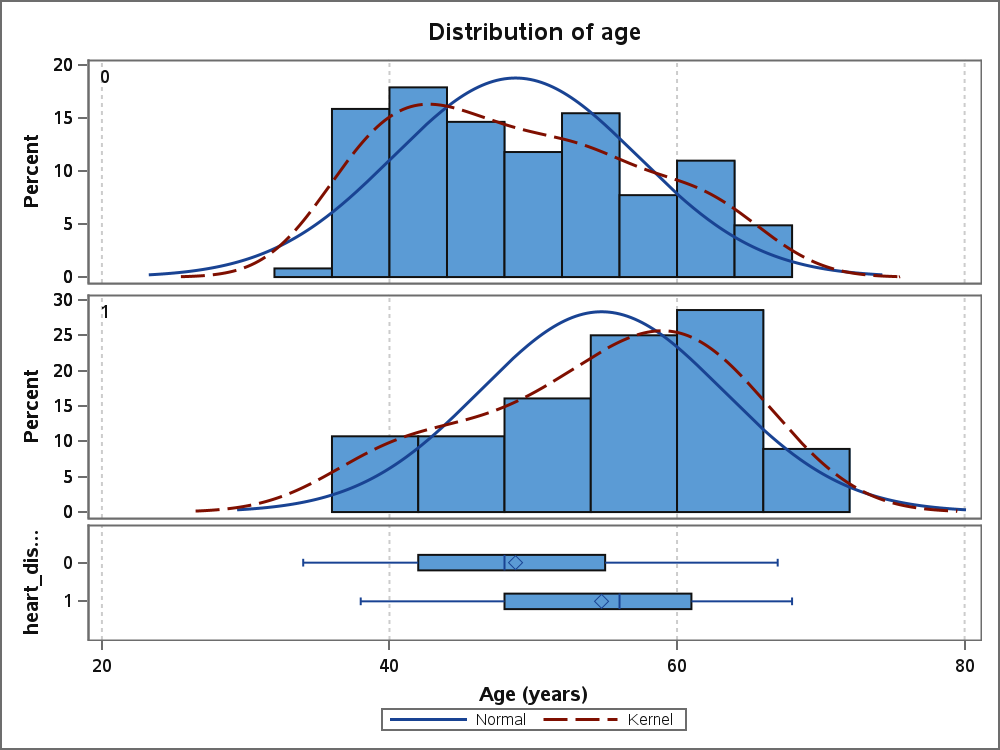 Distribution of age
0
20
15
10
5
0
Percent
1
30
25
20
15
10
5
0
Percent
0
1
heart_dis...
20 40 60 80
Age (years)
Normal Kernel